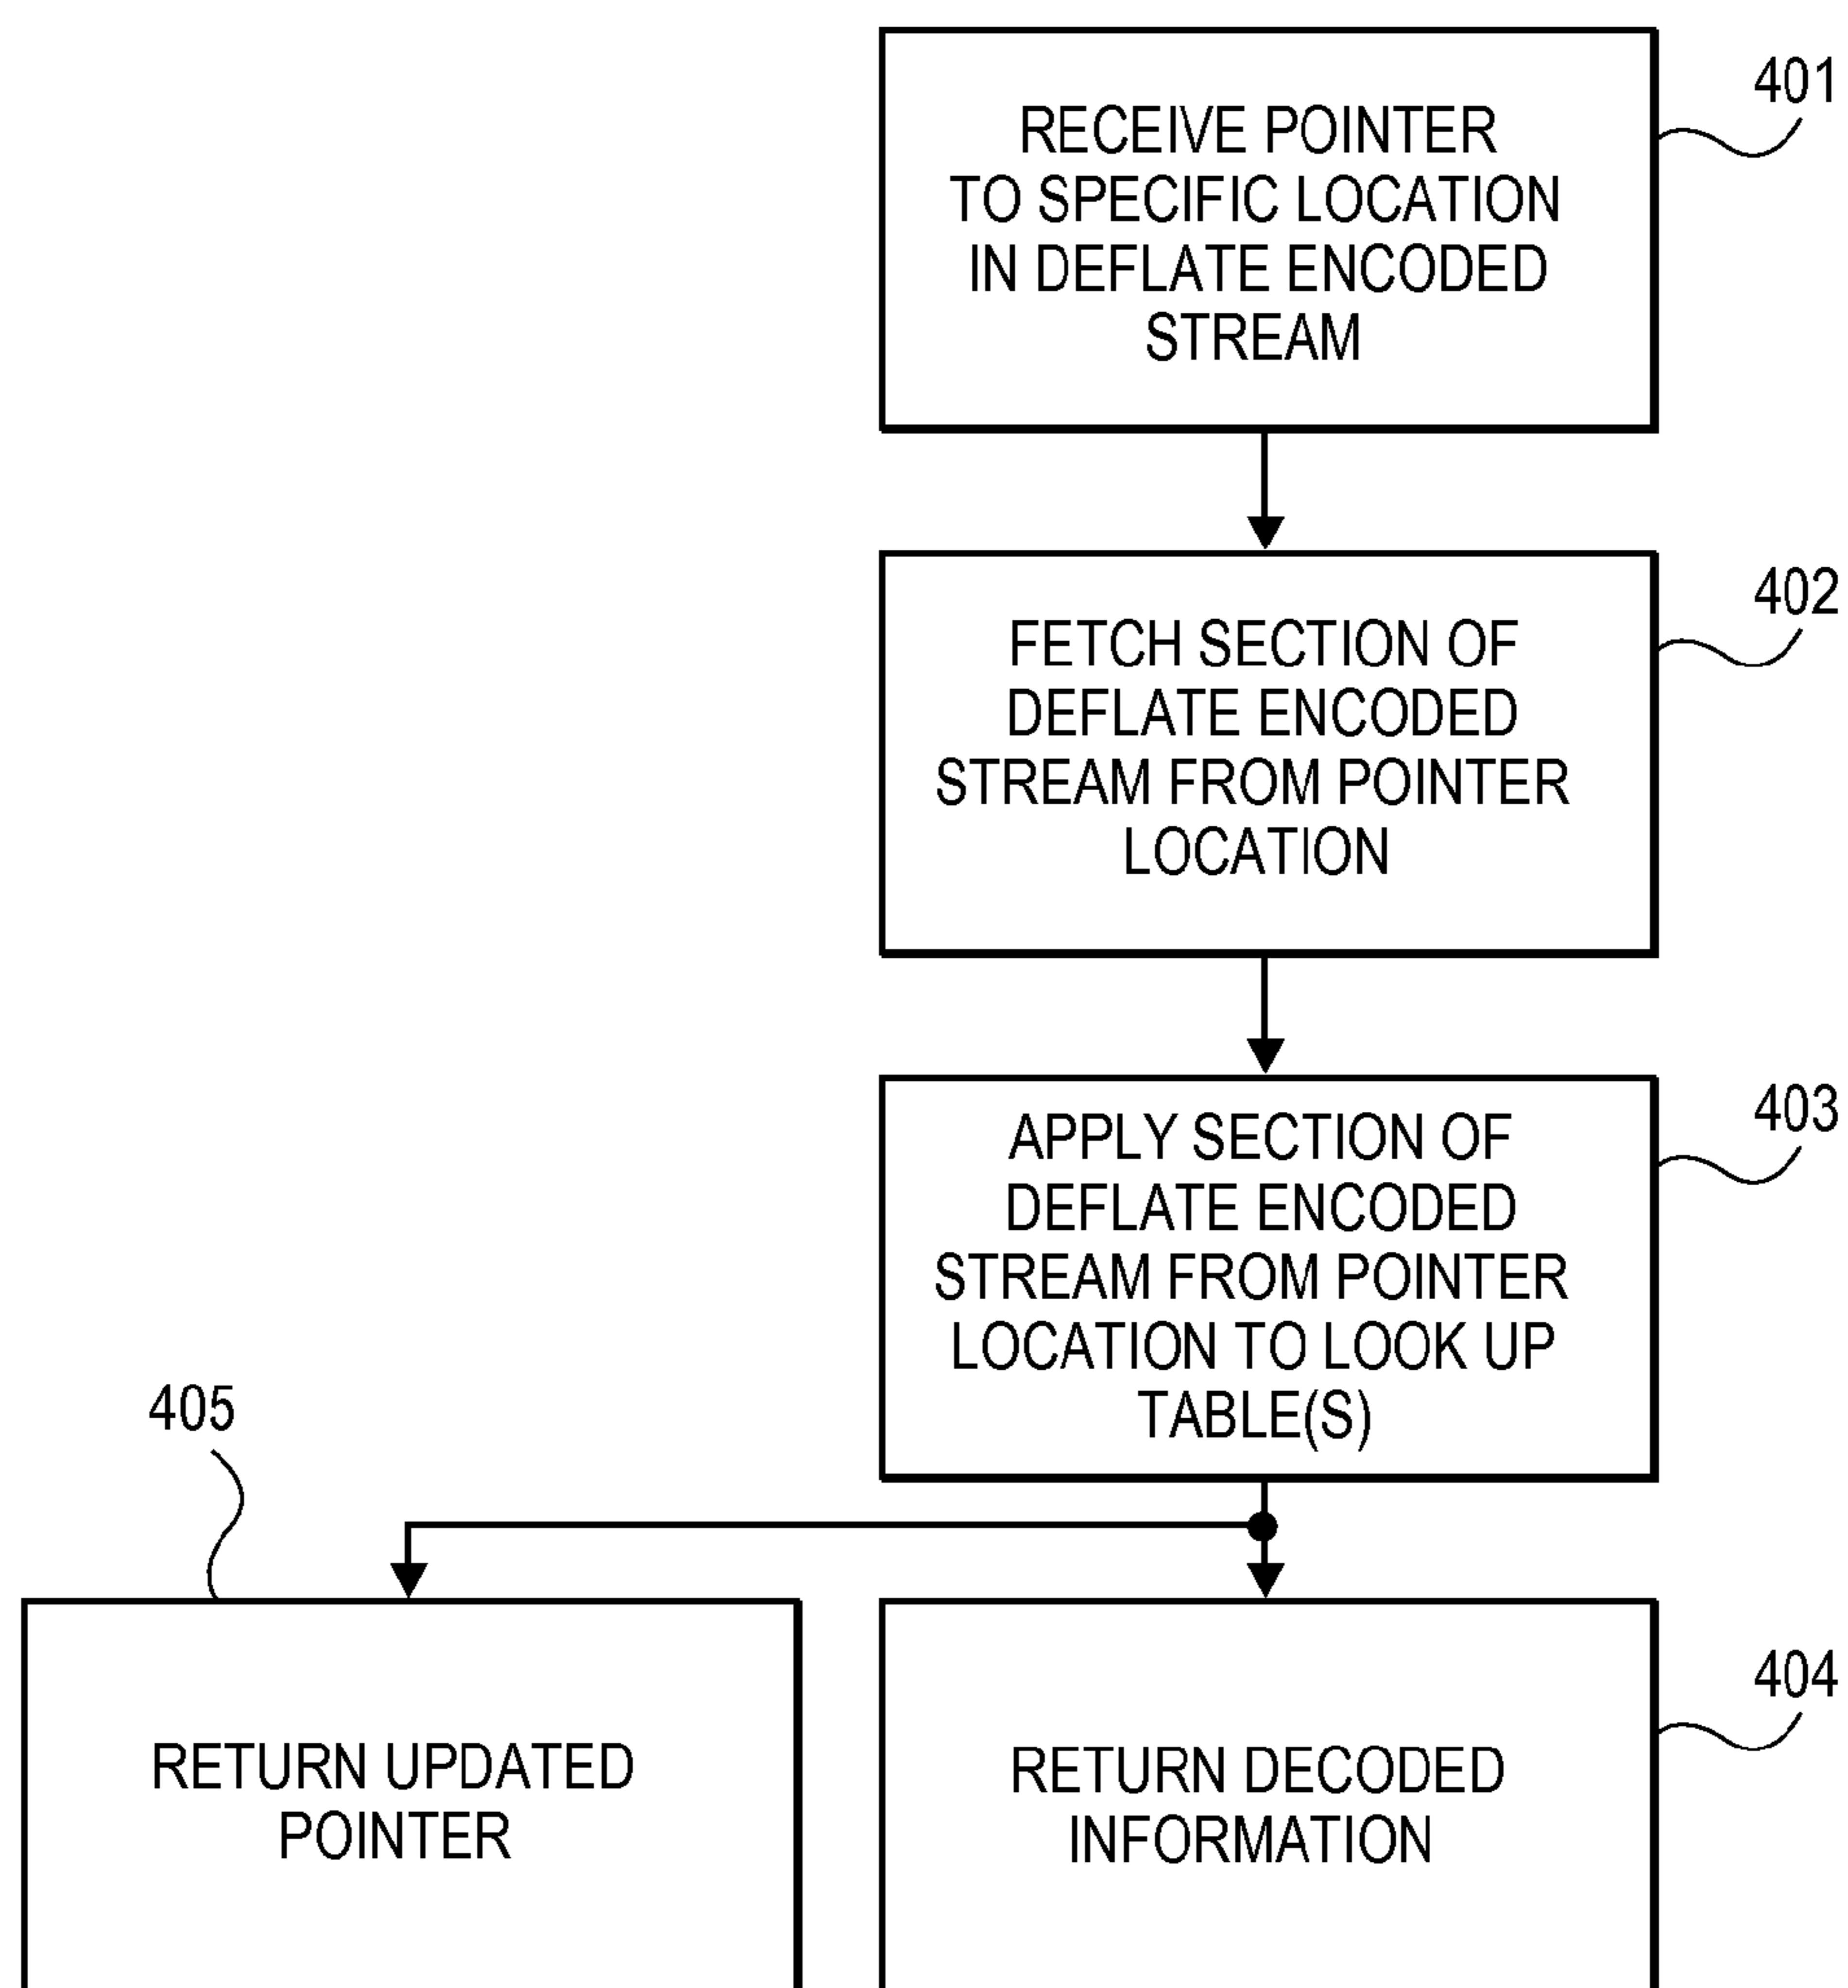 401
RECEIVE POINTER
TO SPECIFIC LOCATION
IN DEFLATE ENCODED
STREAM
402
FETCH SECTION OF
DEFLATE ENCODED
STREAM FROM POINTER
LOCATION
403
APPLY SECTION OF
DEFLATE ENCODED
STREAM FROM POINTER
LOCATION TO LOOK UP
TABLE(S)
405
RETURN UPDATED
POINTER
404
RETURN DECODED
INFORMATION